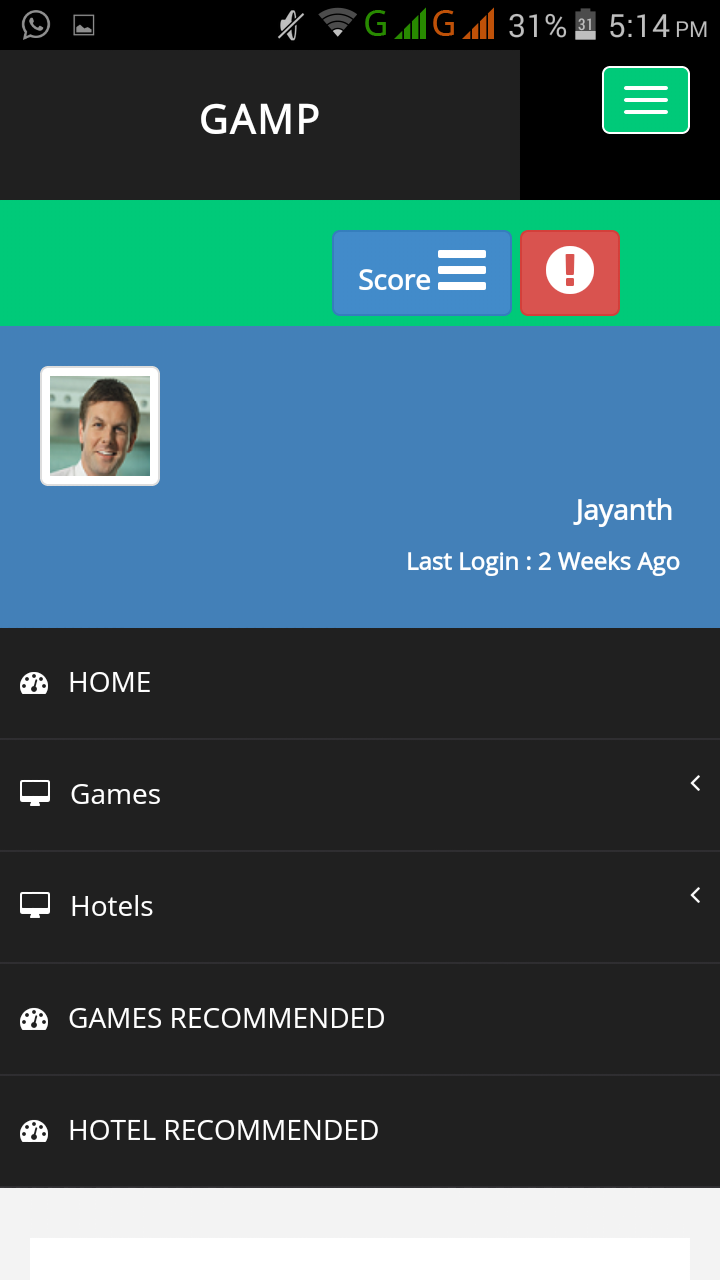 31% 31 5:14 PM
GAMP
Score
Jayanth
Last Login : 2 Weeks Ago
HOME
Games
Hotels
GAMES RECOMMENDED
HOTEL RECOMMENDED